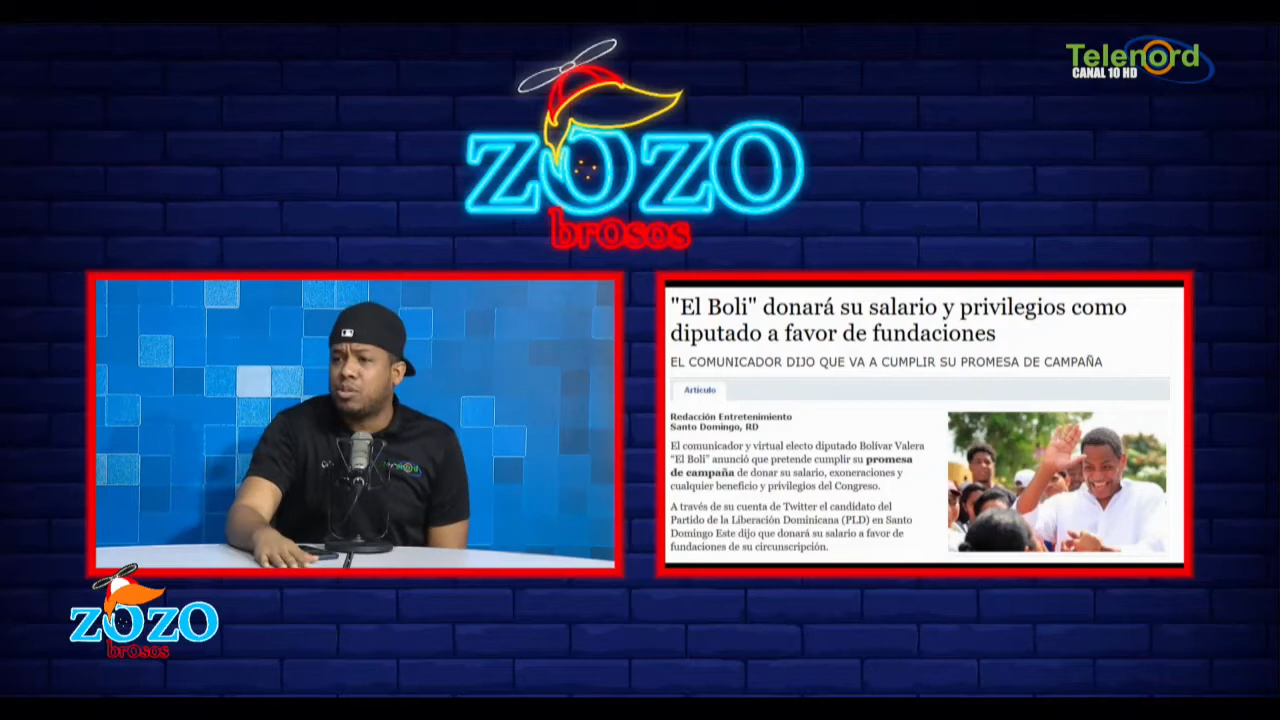 Telenord
CANAL 10 HD
ZOZO
brosos
"El Boli" donará su salario y privilegios como
diputado a favor de fundaciones
EL COMUNICADOR DIJO QUE VA A CUMPLIR SU PROMESA DE CAMPAÑA
Artículo
Redacción Entretenimiento
Santo Domingo, RD
El comunicador y virtual electo diputado Bolívar Valera
"El Boli" anunció que pretende cumplir su promesa
de campaña de donar su salario, exoneraciones y
cualquier beneficio y privilegios del Congreso.
A través de su cuenta de Twitter el candidato del
Partido de la Liberación Dominicana (PLD) en Santo
Domingo Este dijo que donará su salario a favor de
fundaciones de su circunscripción.
ZOZO
brosos